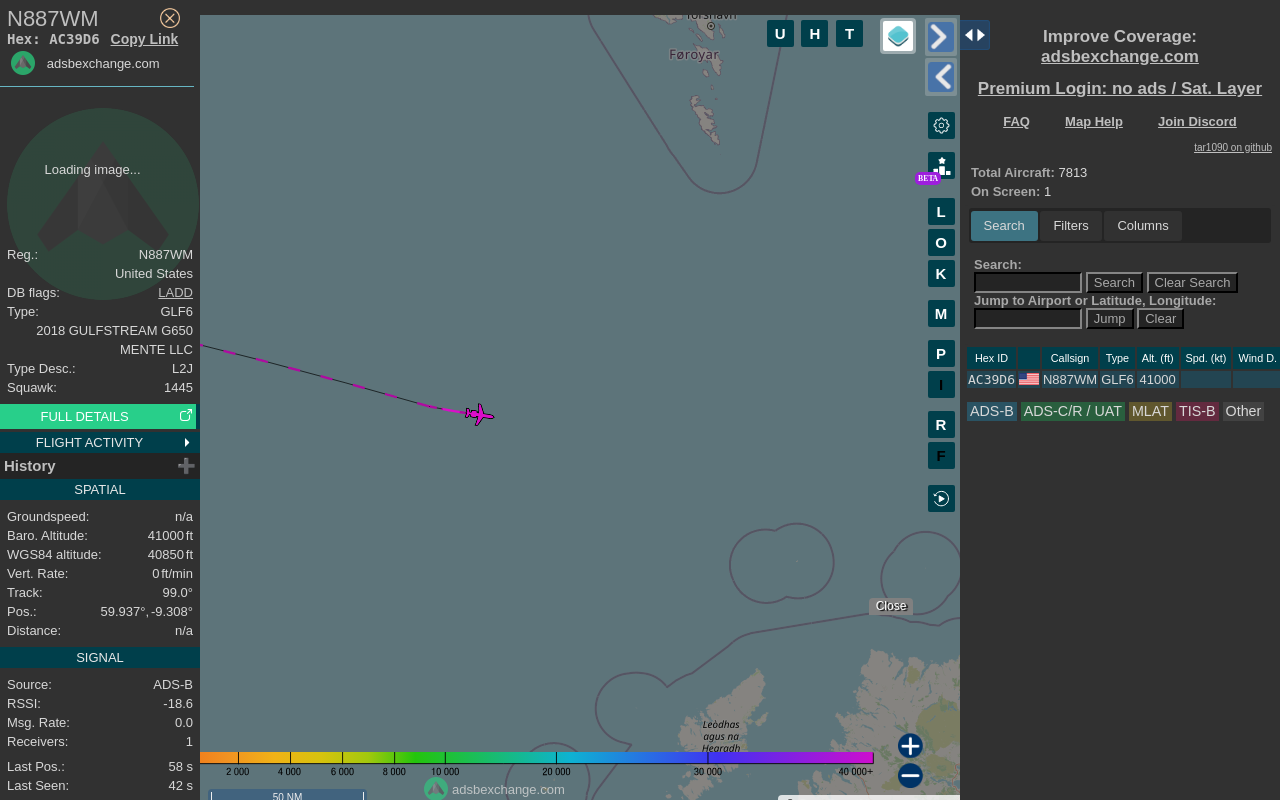 N887WM
Hex: AC39D6 Copy Link
adsbexchange.com
Loading image...
Reg.: N887WM
United States
DB flags: LADD
Type: GLF6
2018 GULFSTREAM G650
MENTE LLC
Type Desc.: L2J
Squawk: 1445
FULL DETAILS
FLIGHT ACTIVITY
History
SPATIAL
Groundspeed: n/a
Baro. Altitude: 41000 ft
WGS84 altitude: 40850 ft
Vert. Rate: 0 ft/min
Track: 99.0°
Pos.: 59.937°, -9.308°
Distance: n/a
SIGNAL
Source: ADS-B
RSSI: -18.6
Msg. Rate: 0.0
Receivers: 1
Last Pos.: 58 s
Last Seen: 42 s
Føroyar
U H T
BETA
L
O
K
M
P
I
R
F
Close
Leòdhas
agus na
Hearadh
2 000 4 000 6 000 8 000 10 000 20 000 30 000 40 000+
adsbexchange.com
50 NM
Improve Coverage:
adsbexchange.com
Premium Login: no ads / Sat. Layer
FAQ Map Help Join Discord
tar1090 on github
Total Aircraft: 7813
On Screen: 1
Search Filters Columns
Search:
Search Clear Search
Jump to Airport or Latitude, Longitude:
Jump Clear
Hex ID Callsign Type Alt. (ft) Spd. (kt) Wind D.
AC39D6 N887WM GLF6 41000
ADS-B ADS-C/R / UAT MLAT TIS-B Other